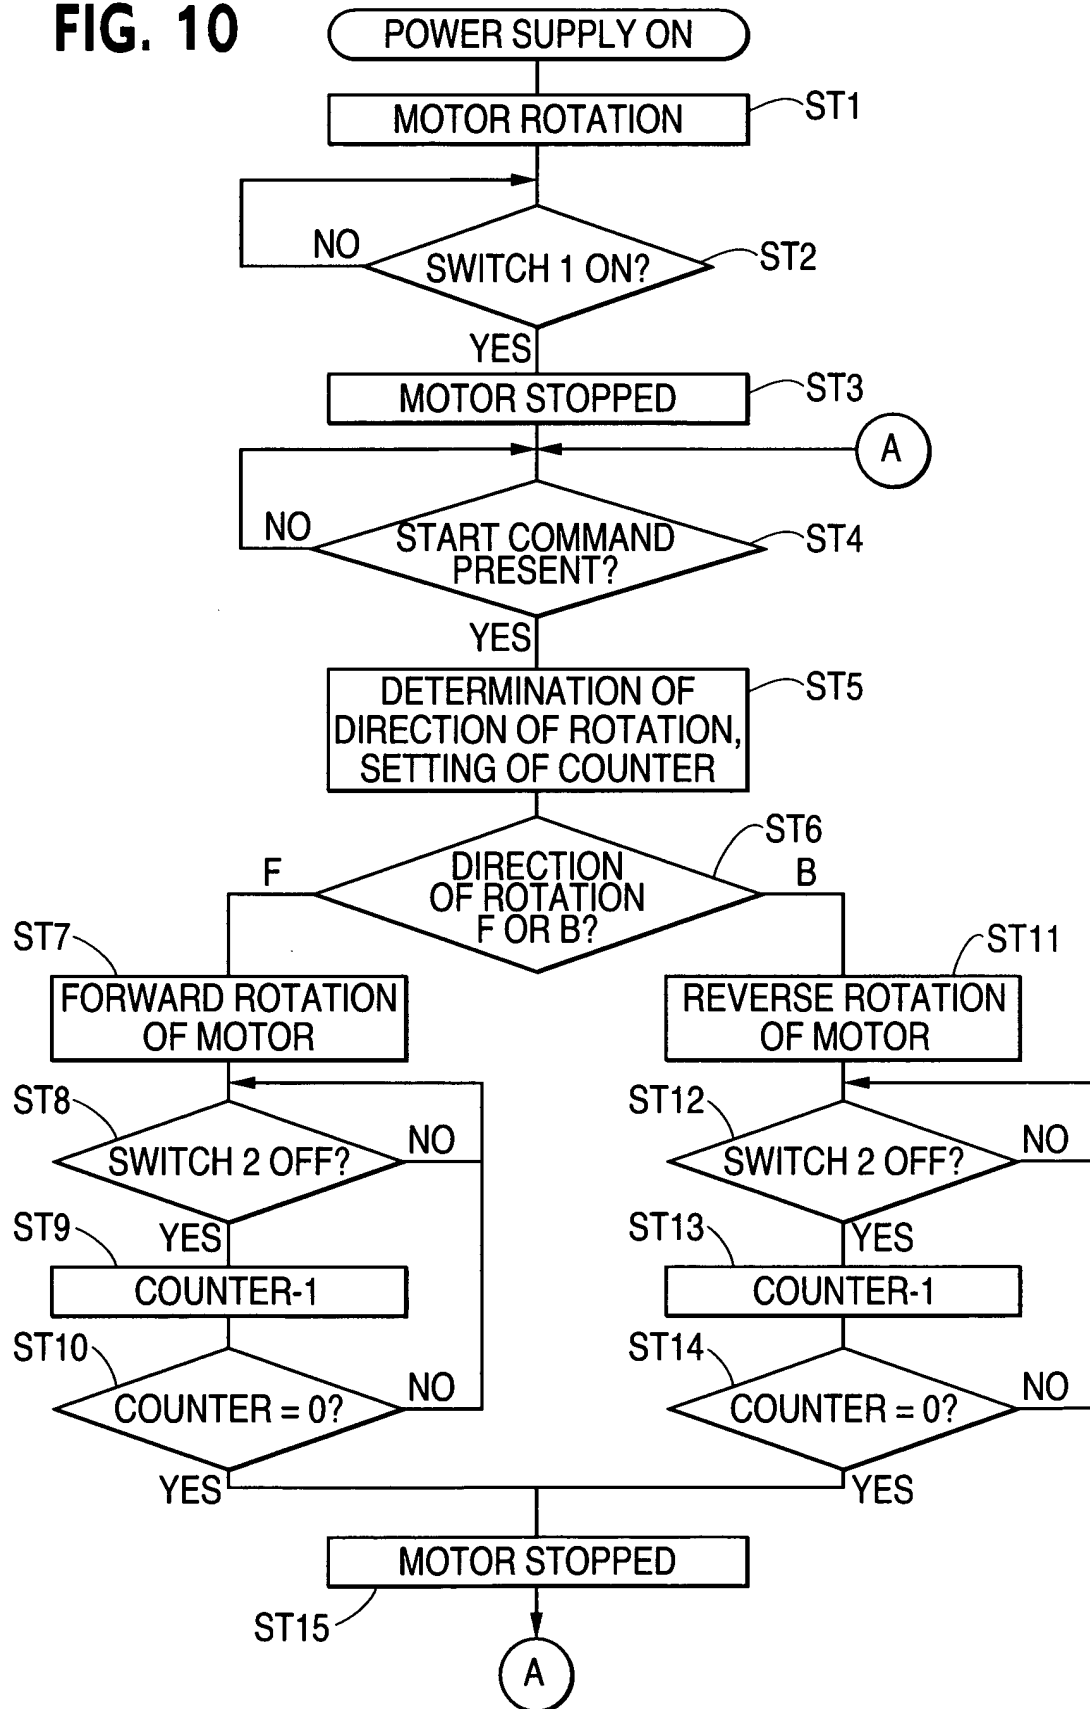 FIG. 10
POWER SUPPLY ON
MOTOR ROTATION
ST1
NO
SWITCH 1 ON?
ST2
YES
MOTOR STOPPED
ST3
A
NO
START COMMAND
PRESENT?
ST4
YES
DETERMINATION OF
DIRECTION OF ROTATION,
SETTING OF COUNTER
ST5
F
DIRECTION
OF ROTATION
F OR B?
B
ST6
ST7
FORWARD ROTATION
OF MOTOR
ST11
REVERSE ROTATION
OF MOTOR
ST8
SWITCH 2 OFF?
NO
ST12
SWITCH 2 OFF?
NO
ST9
YES
COUNTER-1
ST13
YES
COUNTER-1
ST10
COUNTER = 0?
NO
ST14
COUNTER = 0?
NO
YES
YES
MOTOR STOPPED
ST15
A